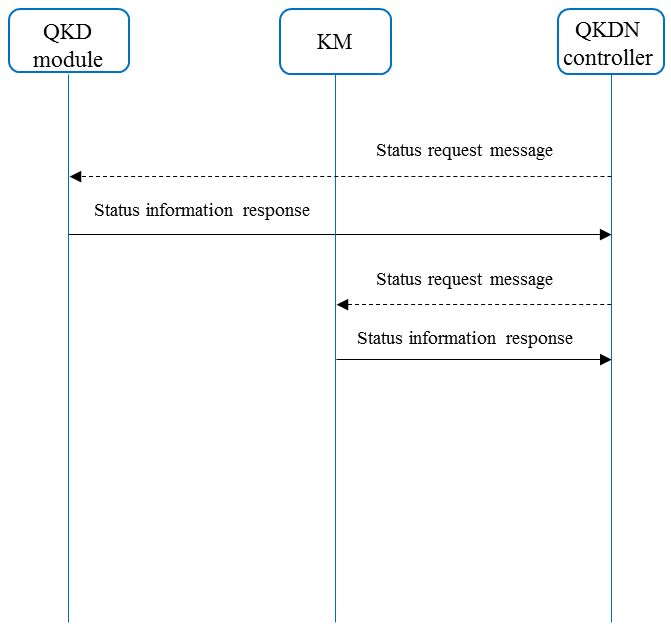 QKD
module
KM
QKDN
controller
Status request message
Status information response
Status request message
Status information response